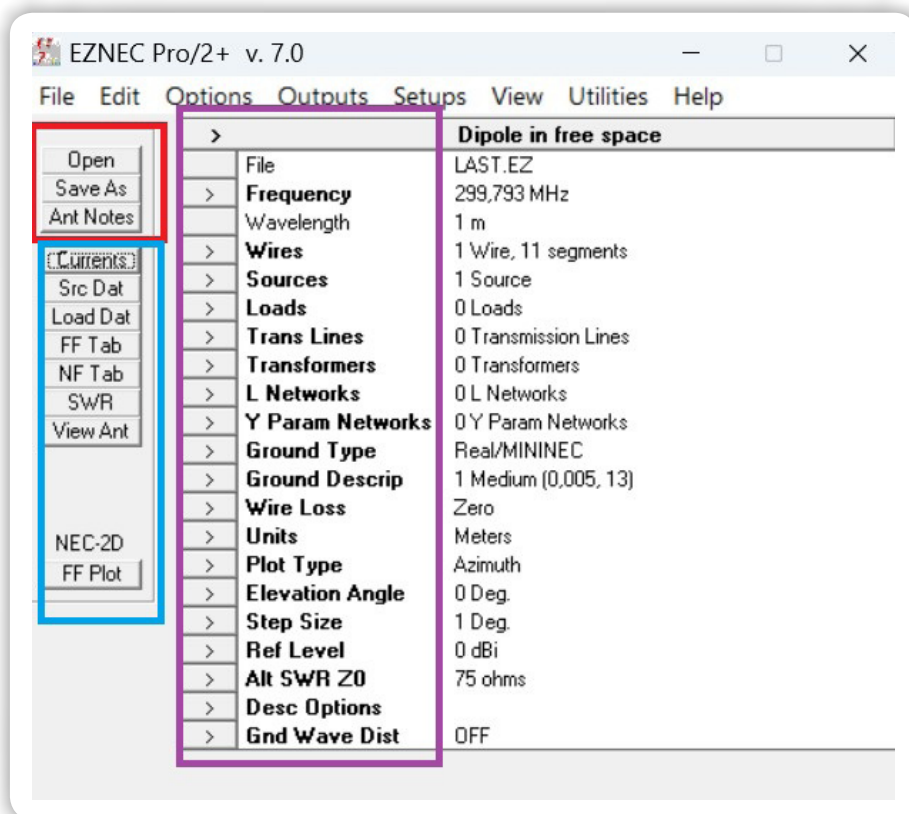 EZNEC Pro/2+ v. 7.0
File Edit Options Outputs Setups View Utilities Help
Open
Save As
Ant Notes
Currents
Src Dat
Load Dat
FF Tab
NF Tab
SWR
View Ant
NEC-2D
FF Plot
> Dipole in free space
File LAST.EZ
> Frequency 299,793 MHz
Wavelength 1 m
> Wires 1 Wire, 11 segments
> Sources 1 Source
> Loads 0 Loads
> Trans Lines 0 Transmission Lines
> Transformers 0 Transformers
> L Networks 0 L Networks
> Y Param Networks 0 Y Param Networks
> Ground Type Real/MININEC
> Ground Descrip 1 Medium (0,005, 13)
> Wire Loss Zero
> Units Meters
> Plot Type Azimuth
> Elevation Angle 0 Deg.
> Step Size 1 Deg.
> Ref Level 0 dBi
> Alt SWR Z0 75 ohms
> Desc Options
> Gnd Wave Dist OFF